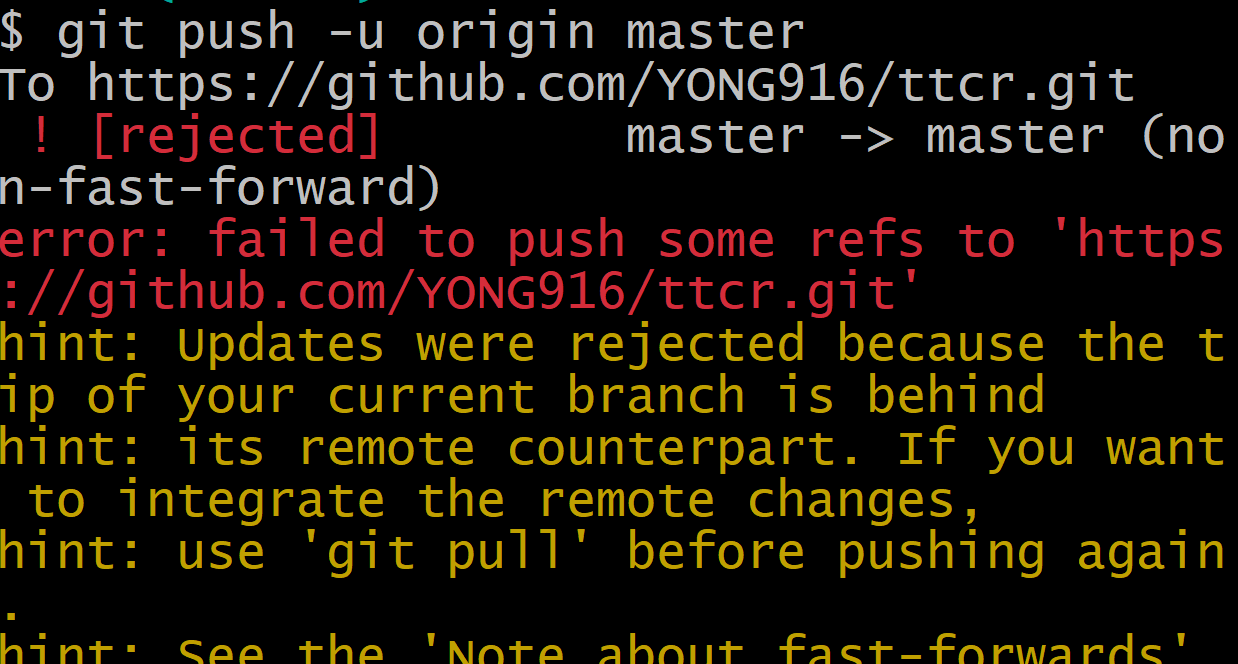 $ git push -u origin master
To https://github.com/YONG916/ttcr.git
 ! [rejected]        master -> master (no
n-fast-forward)
error: failed to push some refs to 'https
://github.com/YONG916/ttcr.git'
hint: Updates were rejected because the t
ip of your current branch is behind
hint: its remote counterpart. If you want
 to integrate the remote changes,
hint: use 'git pull' before pushing again
.
hint: See the 'Note about fast-forwards'